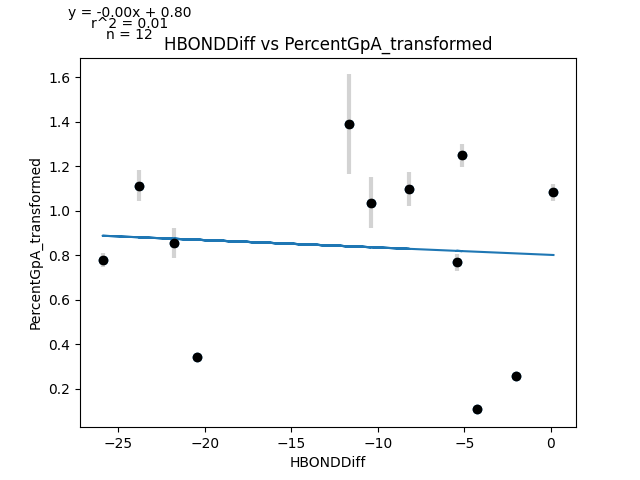 y = -0.00x + 0.80
r^2 = 0.01
n = 12
HBONDDiff vs PercentGpA_transformed
PercentGpA_transformed
1.6
1.4
1.2
1.0
0.8
0.6
0.4
0.2
−25
−20
−15
−10
−5
0
HBONDDiff